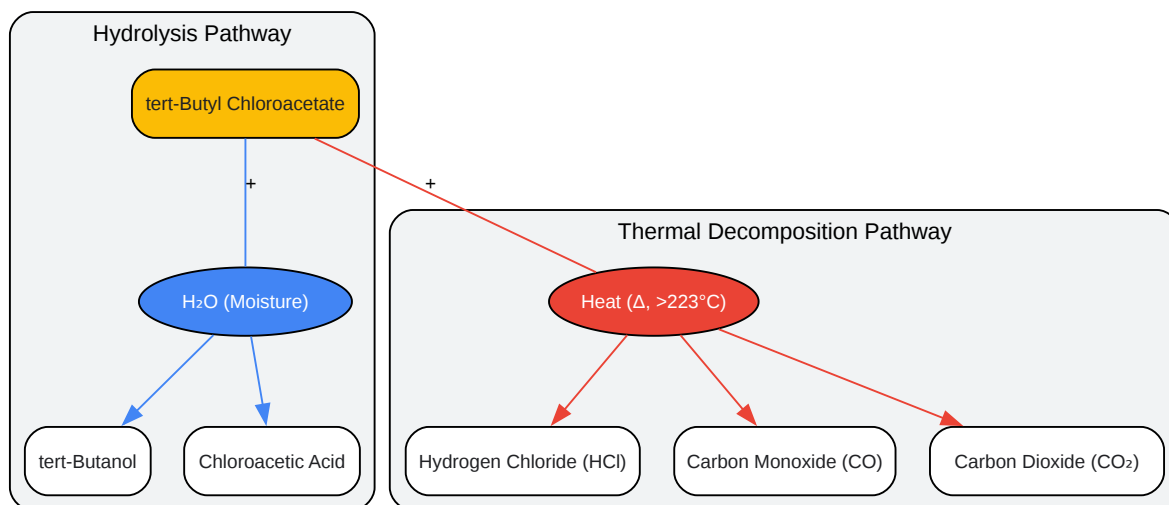 Hydrolysis Pathway
tert-Butyl Chloroacetate
+
+
Thermal Decomposition Pathway
H₂O (Moisture)
Heat (Δ, >223°C)
tert-Butanol
Chloroacetic Acid
Hydrogen Chloride (HCl)
Carbon Monoxide (CO)
Carbon Dioxide (CO₂)